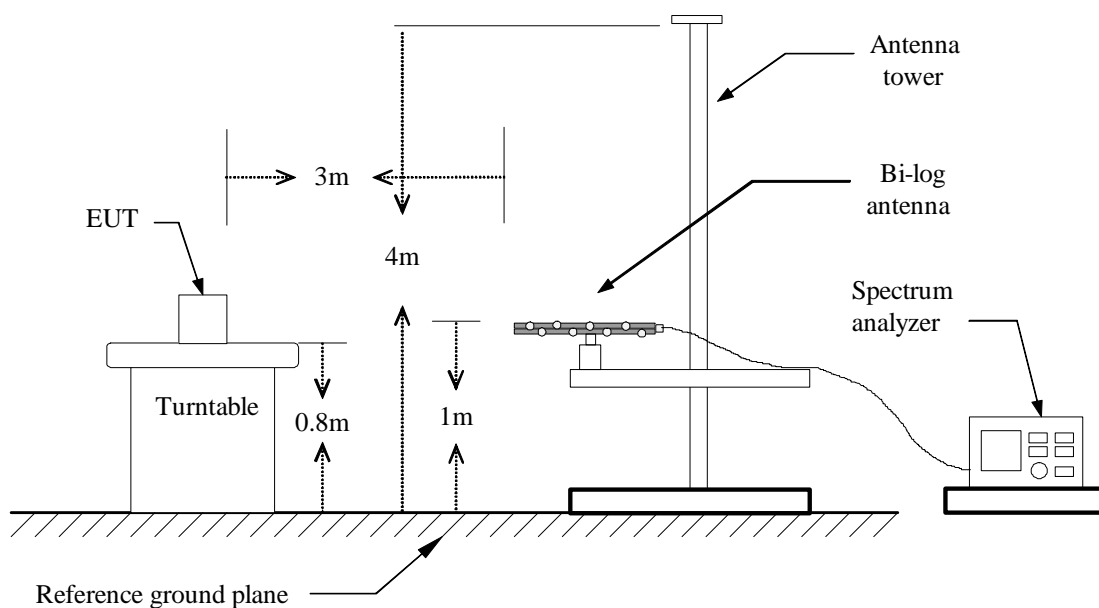 Antenna
tower
3m
Bi-log
antenna
EUT
4m
Spectrum
analyzer
Turntable
0.8m
1m
Reference ground plane